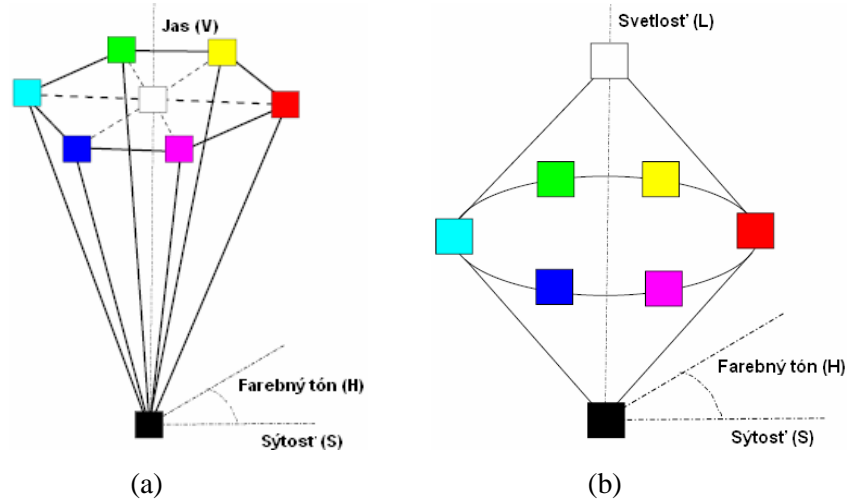 Jas (V)
Farebný tón (H)
Sýtosť (S)
(a)
Svetlosť (L)
Farebný tón (H)
Sýtosť (S)
(b)